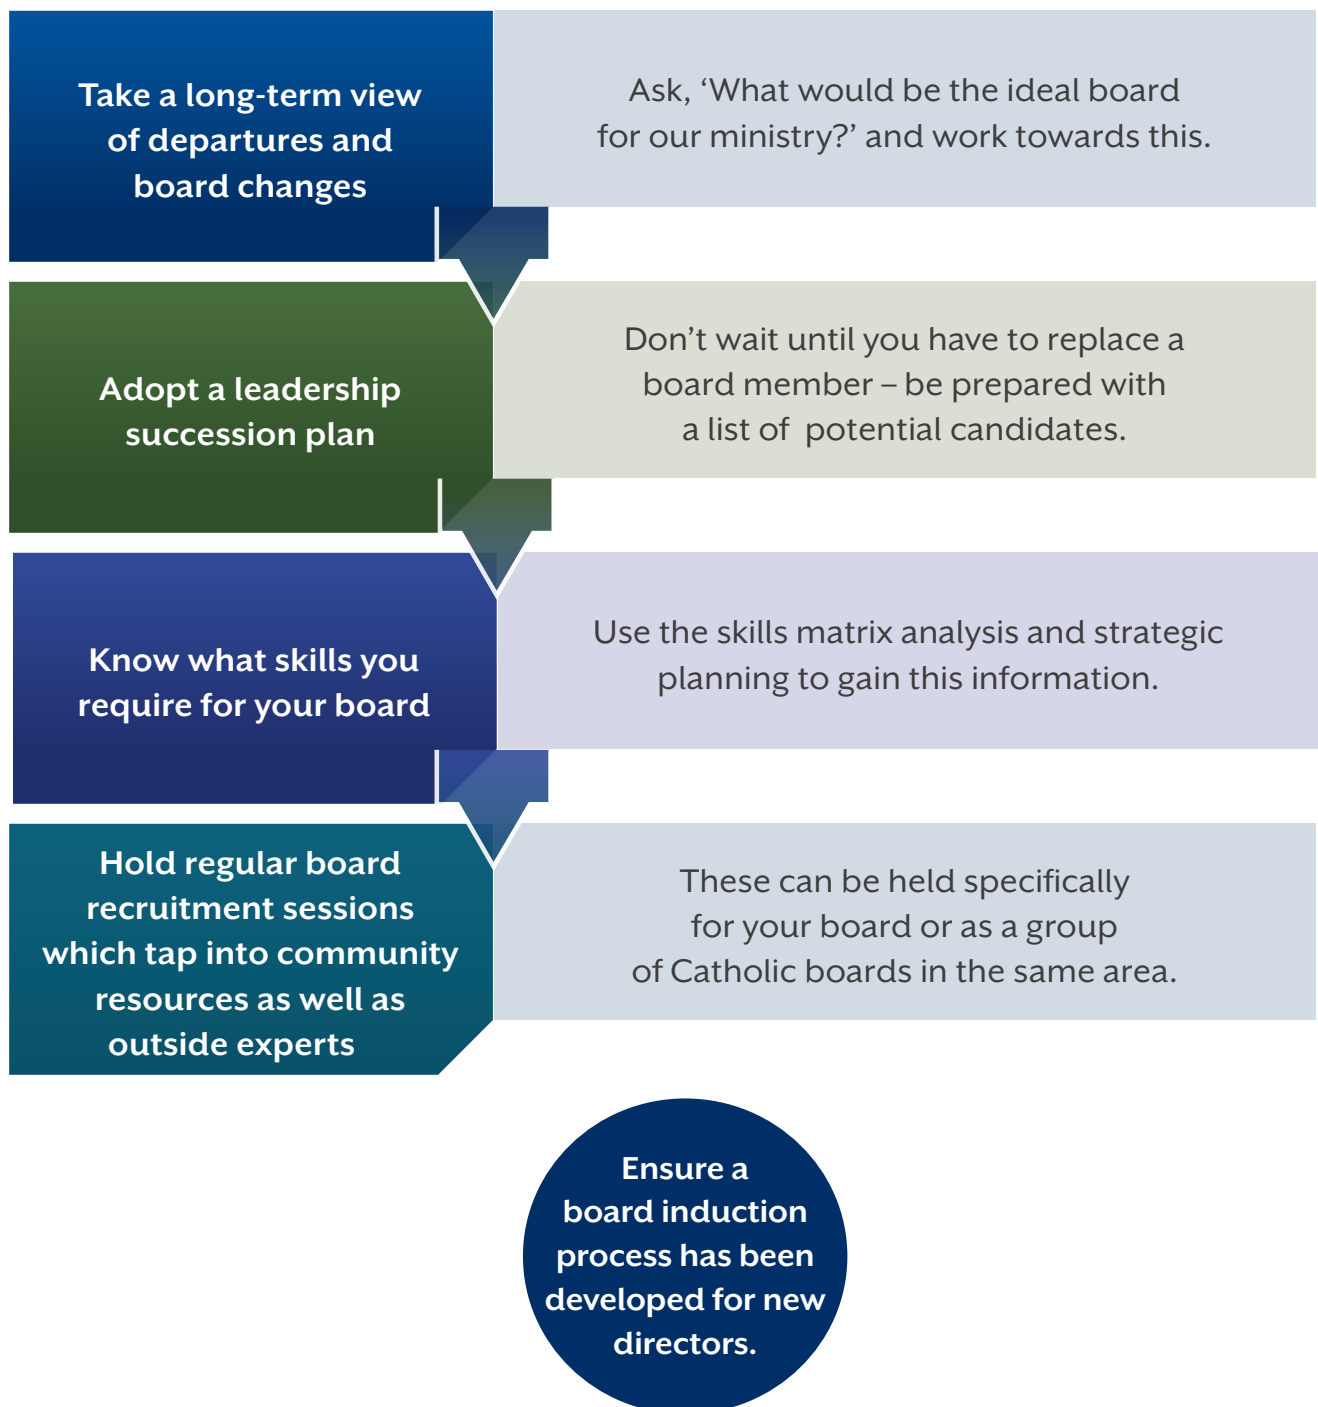 Take a long-term view
of departures and
board changes
Ask, ‘What would be the ideal board
for our ministry?’ and work towards this.
Adopt a leadership
succession plan
Don’t wait until you have to replace a
board member – be prepared with
a list of potential candidates.
Know what skills you
require for your board
Use the skills matrix analysis and strategic
planning to gain this information.
Hold regular board
recruitment sessions
which tap into community
resources as well as
outside experts
These can be held specifically
for your board or as a group
of Catholic boards in the same area.
Ensure a
board induction
process has been
developed for new
directors.